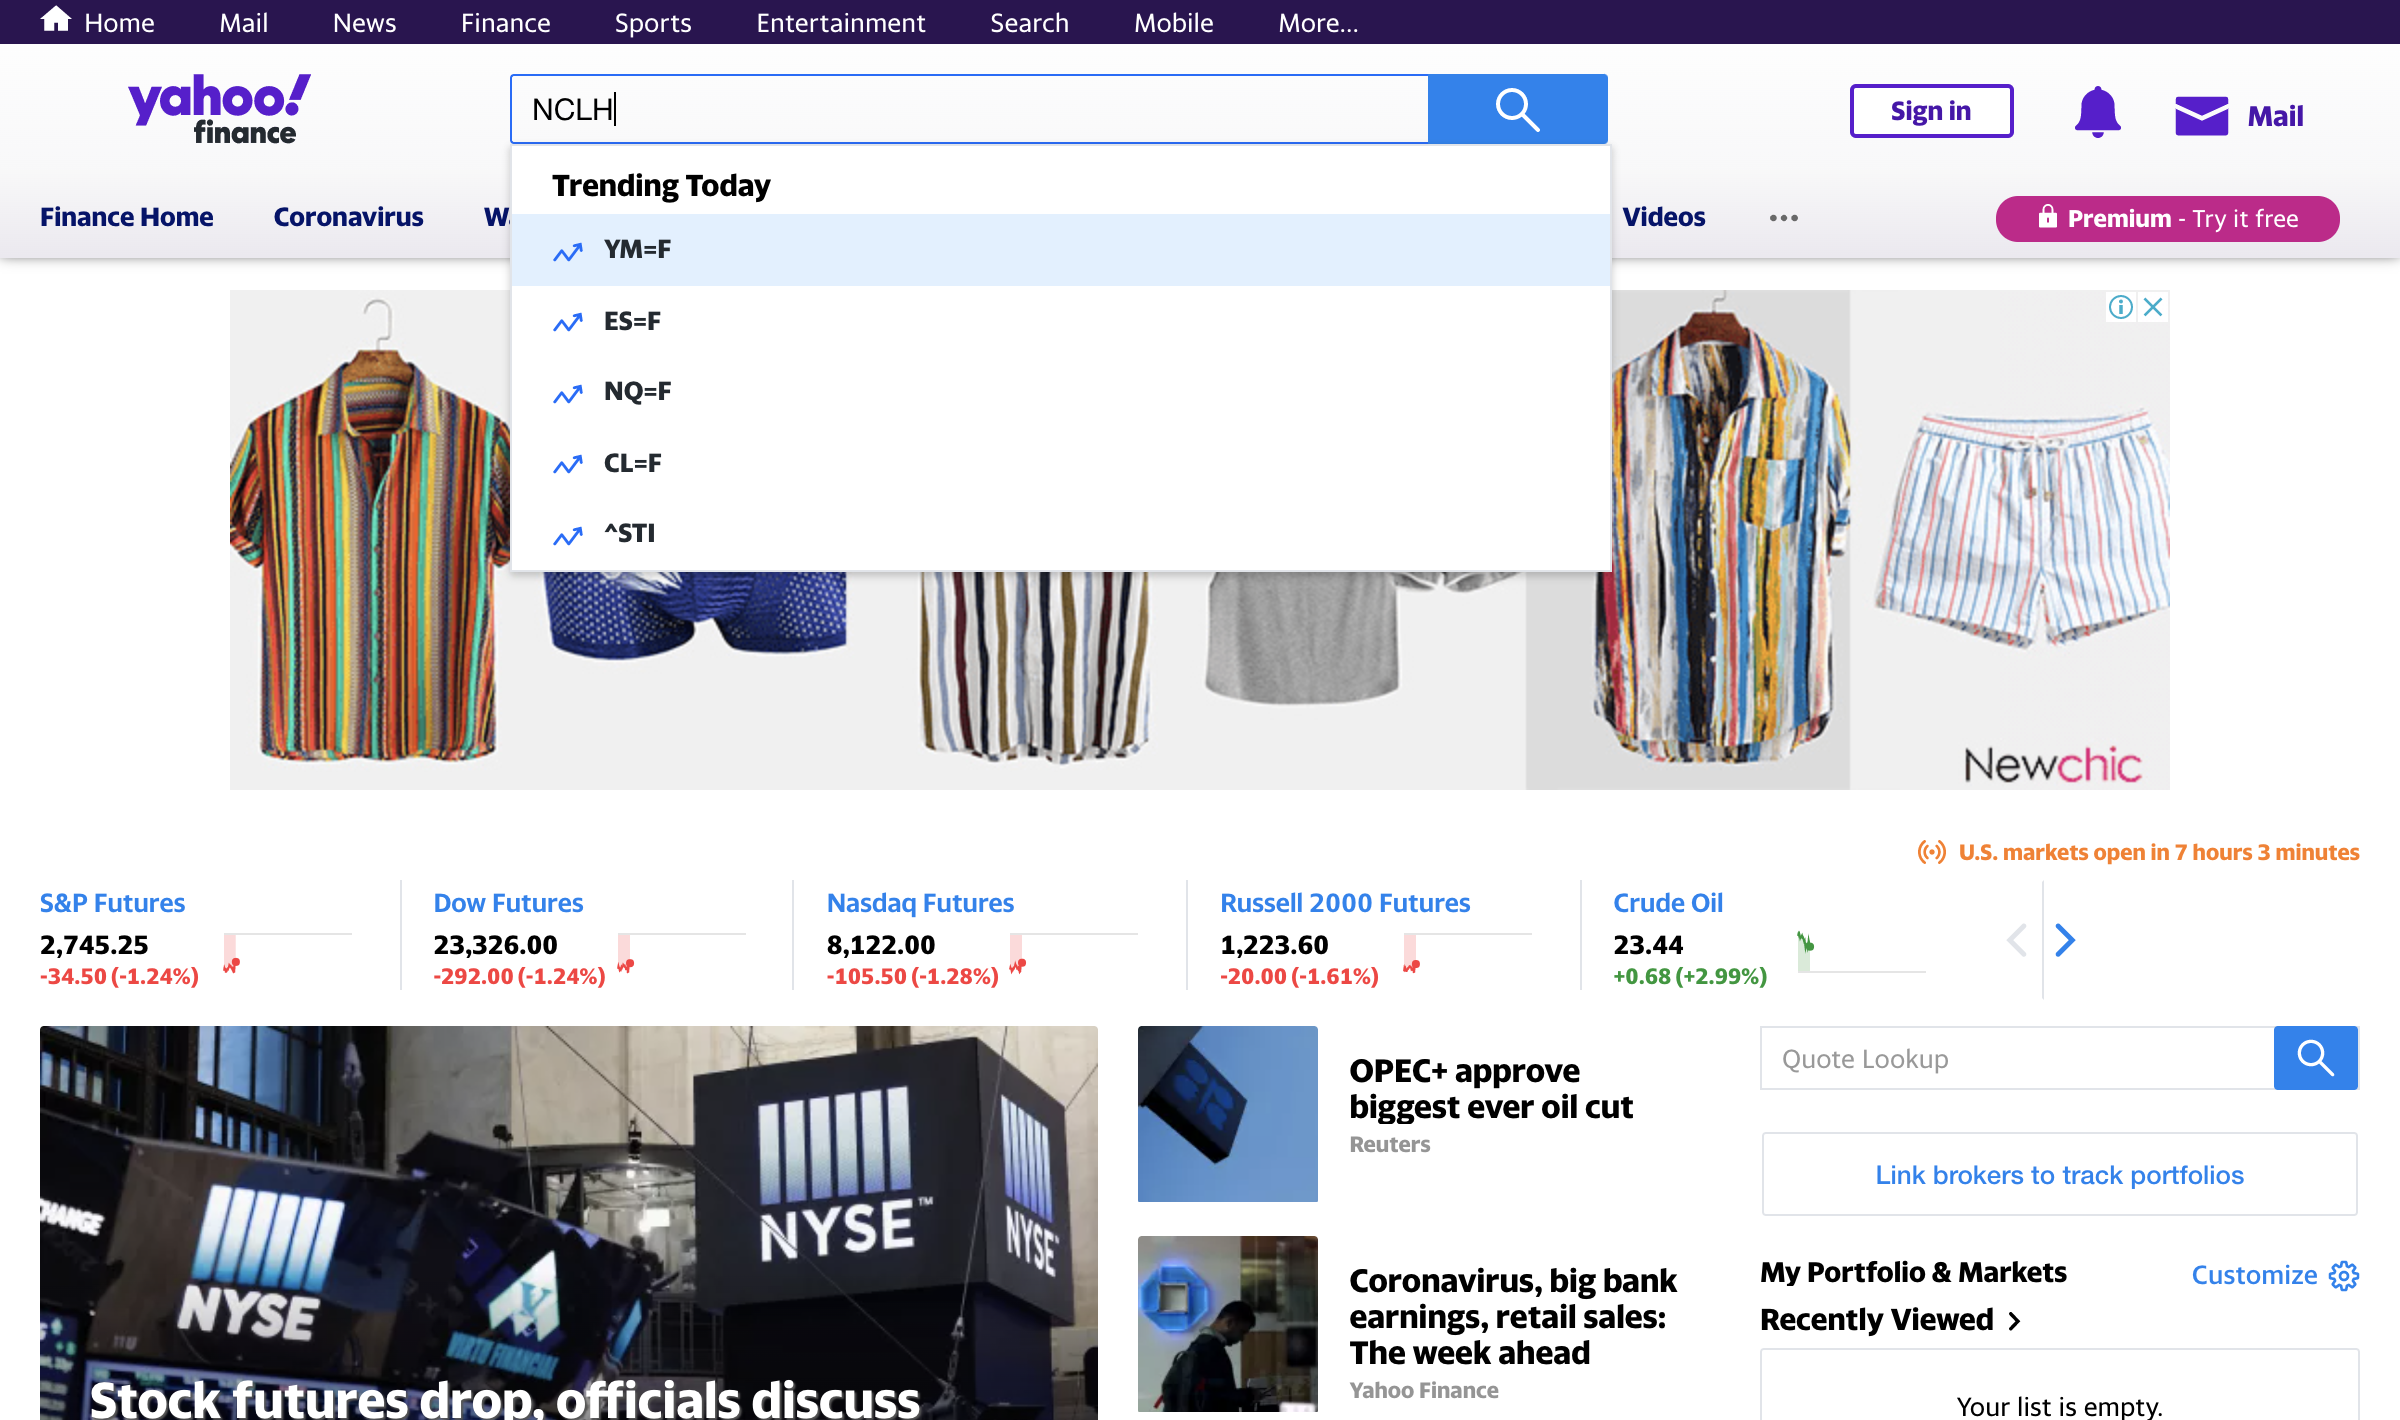 Home Mail News Finance Sports Entertainment Search Mobile More...
yahoo!
finance
NCLH
Sign in
Mail
Finance Home Coronavirus W
Videos
Premium - Try it free
Trending Today
YM=F
ES=F
NQ=F
CL=F
^STI
Newchic
U.S. markets open in 7 hours 3 minutes
S&P Futures
2,745.25
-34.50 (-1.24%)
Dow Futures
23,326.00
-292.00 (-1.24%)
Nasdaq Futures
8,122.00
-105.50 (-1.28%)
Russell 2000 Futures
1,223.60
-20.00 (-1.61%)
Crude Oil
23.44
+0.68 (+2.99%)
NYSE™
NYSE
NYSE
VIRTU FINANCIAL
Stock futures drop, officials discuss
OPEC+ approve
biggest ever oil cut
Reuters
Coronavirus, big bank
earnings, retail sales:
The week ahead
Yahoo Finance
Quote Lookup
Link brokers to track portfolios
My Portfolio & Markets
Customize
Recently Viewed
Your list is empty.